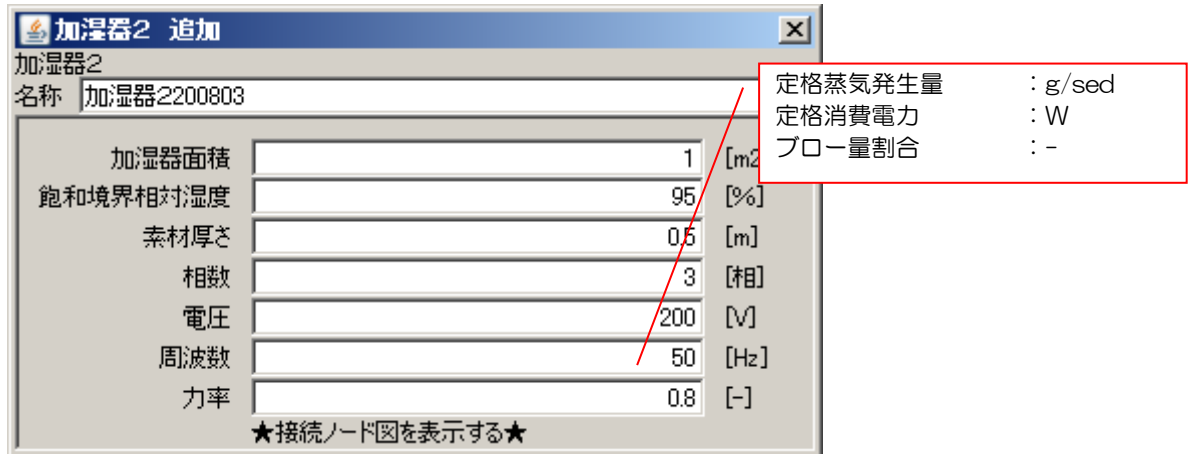 加湿器2 追加
加湿器2
名称 加湿器2200803
加湿器面積 1 [m2
飽和境界相対湿度 95 [%]
素材厚さ 0.5 [m]
相数 3 [相]
電圧 200 [V]
周波数 50 [Hz]
力率 0.8 [-]
★接続ノード図を表示する★
定格蒸気発生量 :g/sed
定格消費電力 :W
ブロー量割合 :-